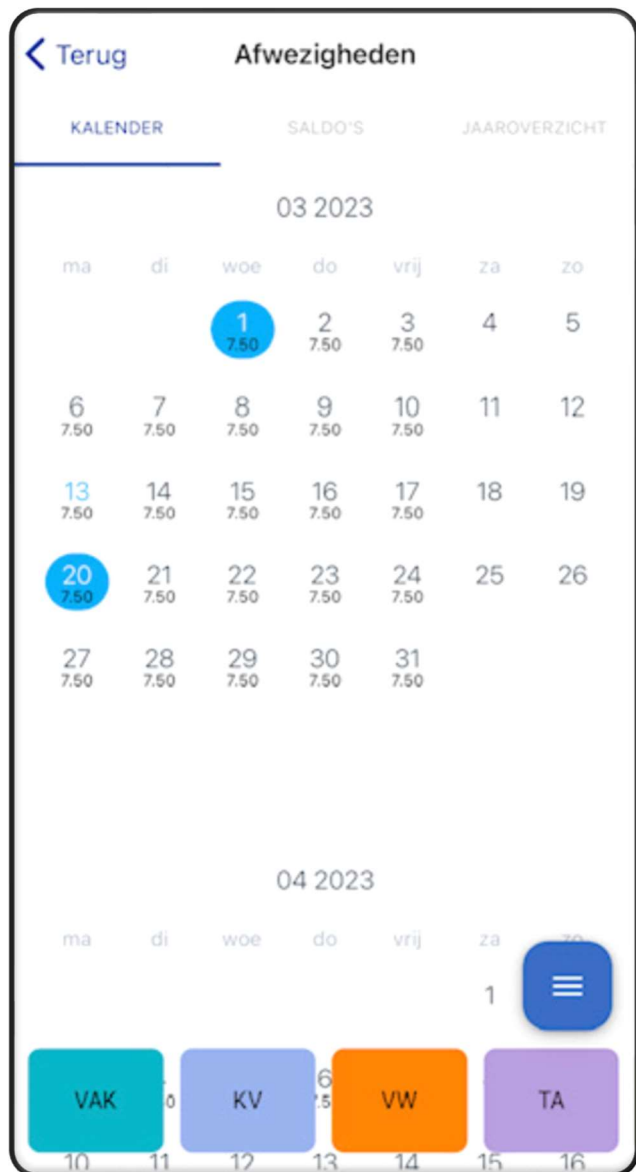 Terug Afwezigheden
KALENDER SALDO'S JAAROVERZICHT
03 2023
ma di woe do vrij za zo
1 2 3 4 5
7.50 7.50 7.50
6 7 8 9 10 11 12
7.50 7.50 7.50 7.50 7.50
13 14 15 16 17 18 19
7.50 7.50 7.50 7.50 7.50
20 21 22 23 24 25 26
7.50 7.50 7.50 7.50 7.50
27 28 29 30 31
7.50 7.50 7.50 7.50 7.50
04 2023
ma di woe do vrij za
1
6
VAK KV VW TA
10 11 12 13 14 15 16